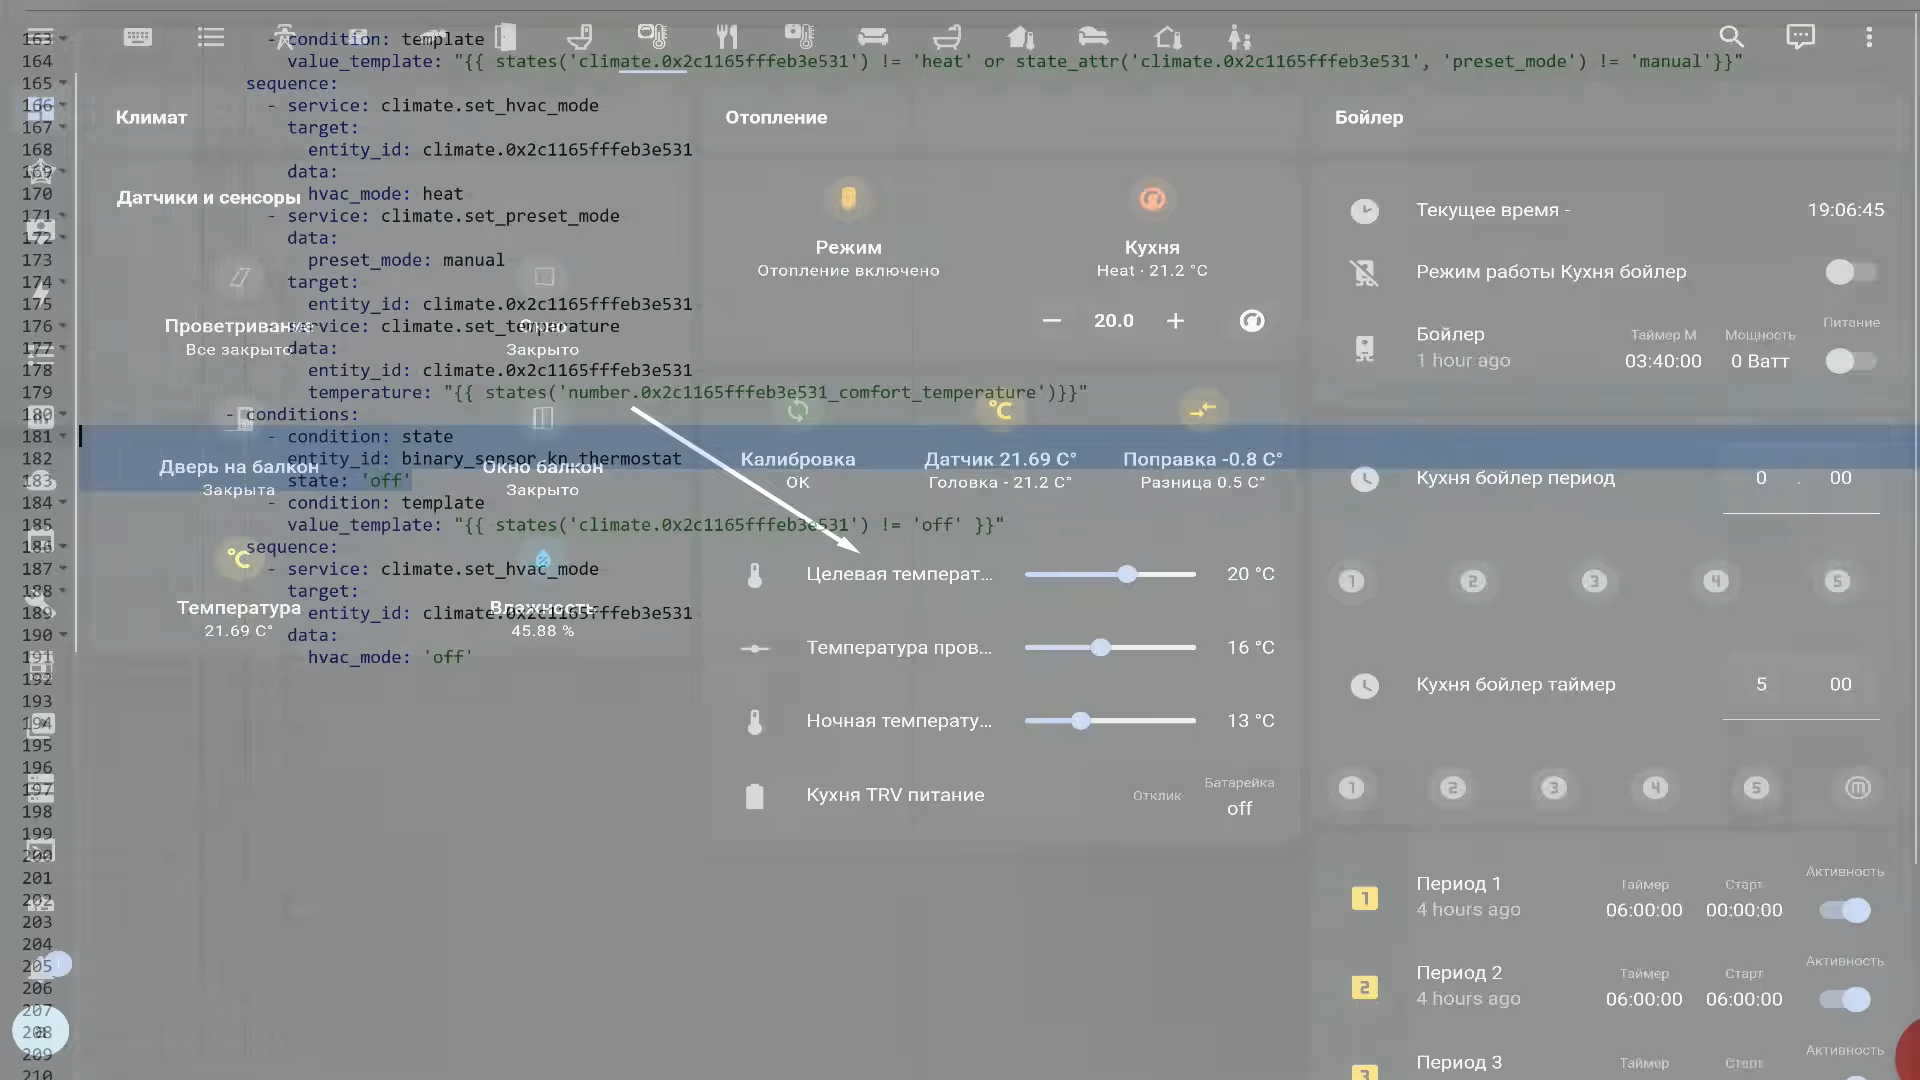 163 - condition: template
164 value_template: "{{ states('climate.0x2c1165fffeb3e531') != 'heat' or state_attr('climate.0x2c1165fffeb3e531', 'preset_mode') != 'manual'}}"
165 sequence:
166 - service: climate.set_hvac_mode
167 target:
168 entity_id: climate.0x2c1165fffeb3e531
169 data:
170 hvac_mode: heat
171 - service: climate.set_preset_mode
172 data:
173 preset_mode: manual
174 target:
175 entity_id: climate.0x2c1165fffeb3e531
176 service: climate.set_temperature
177 data:
178 entity_id: climate.0x2c1165fffeb3e531
179 temperature: "{{ states('number.0x2c1165fffeb3e531_comfort_temperature')}}"
180 - conditions:
181 - condition: state
182 entity_id: binary_sensor.kn_thermostat
183 state: 'off'
184 - condition: template
185 value_template: "{{ states('climate.0x2c1165fffeb3e531') != 'off' }}"
186 sequence:
187 - service: climate.set_hvac_mode
188 target:
189 entity_id: climate.0x2c1165fffeb3e531
190 data:
191 hvac_mode: 'off'
192
193
194
195
196
197
198
199
200
201
202
203
204
205
206
207
208
209
210
Климат
Датчики и сенсоры
Проветривание
Все закрыто
Окно
Закрыто
Дверь на балкон
Закрыта
Окно балкон
Закрыто
Температура
21.69 C°
Влажность
45.88 %
Отопление
Режим
Отопление включено
Кухня
Heat · 21.2 °C
— 20.0 +
Калибровка
OK
Датчик 21.69 C°
Головка - 21.2 C°
Поправка -0.8 C°
Разница 0.5 C°
Целевая температ... 20 °C
Температура пров... 16 °C
Ночная температу... 13 °C
Кухня TRV питание
Отклик
Батарейка
off
Бойлер
Текущее время - 19:06:45
Режим работы Кухня бойлер
Бойлер
1 hour ago
Таймер М
03:40:00
Мощность
0 Ватт
Питание
Кухня бойлер период 0 : 00
1 2 3 4 5
Кухня бойлер таймер 5 00
1 2 3 4 5 m
1 Период 1
4 hours ago
Таймер
06:00:00
Старт
00:00:00
Активность
2 Период 2
4 hours ago
Таймер
06:00:00
Старт
06:00:00
Активность
3 Период 3
Таймер
Старт
Активность